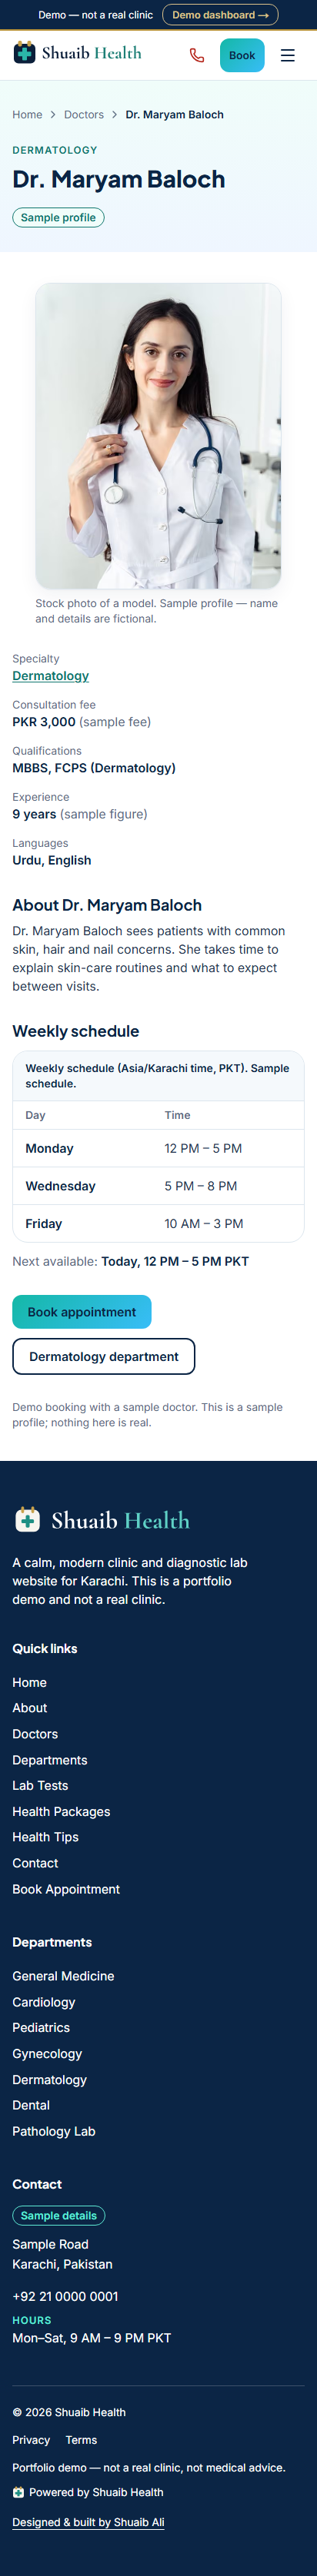 Demo — not a real clinic Demo dashboard →
Shuaib Health Book
Home > Doctors > Dr. Maryam Baloch
DERMATOLOGY
Dr. Maryam Baloch
Sample profile
Stock photo of a model. Sample profile — name
and details are fictional.
Specialty
Dermatology
Consultation fee
PKR 3,000 (sample fee)
Qualifications
MBBS, FCPS (Dermatology)
Experience
9 years (sample figure)
Languages
Urdu, English
About Dr. Maryam Baloch
Dr. Maryam Baloch sees patients with common
skin, hair and nail concerns. She takes time to
explain skin-care routines and what to expect
between visits.
Weekly schedule
Weekly schedule (Asia/Karachi time, PKT). Sample
schedule.
Day Time
Monday 12 PM – 5 PM
Wednesday 5 PM – 8 PM
Friday 10 AM – 3 PM
Next available: Today, 12 PM – 5 PM PKT
Book appointment
Dermatology department
Demo booking with a sample doctor. This is a sample
profile; nothing here is real.
Shuaib Health
A calm, modern clinic and diagnostic lab
website for Karachi. This is a portfolio
demo and not a real clinic.
Quick links
Home
About
Doctors
Departments
Lab Tests
Health Packages
Health Tips
Contact
Book Appointment
Departments
General Medicine
Cardiology
Pediatrics
Gynecology
Dermatology
Dental
Pathology Lab
Contact
Sample details
Sample Road
Karachi, Pakistan
+92 21 0000 0001
HOURS
Mon–Sat, 9 AM – 9 PM PKT
© 2026 Shuaib Health
Privacy Terms
Portfolio demo — not a real clinic, not medical advice.
Powered by Shuaib Health
Designed & built by Shuaib Ali